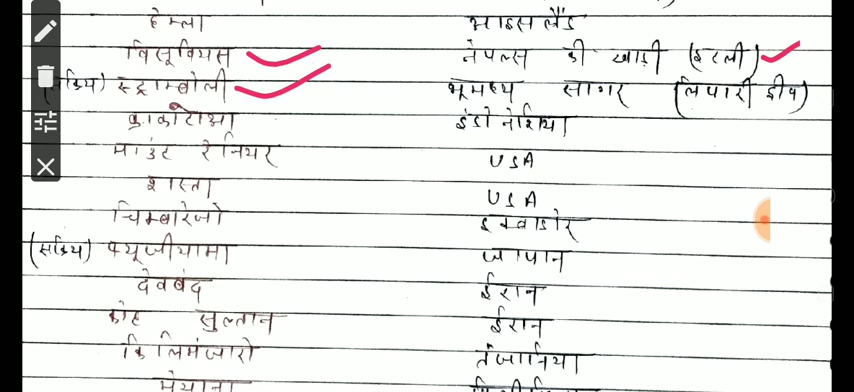 हेक्ला आइसलैंड
विसूवियस नेपल्स की खाड़ी (इटली)
(सक्रिय) स्ट्राम्बोली भूमध्य सागर (लिपारी द्वीप)
क्राकाटोआ इंडोनेशिया
माउंट रेनियर USA
शास्ता USA
चिम्बारेजो इक्वाडोर
(सक्रिय) फ्यूजीयामा जापान
देवबंद ईरान
कोह सुल्तान ईरान
किलिमंजारो तंजानिया
मेयाना